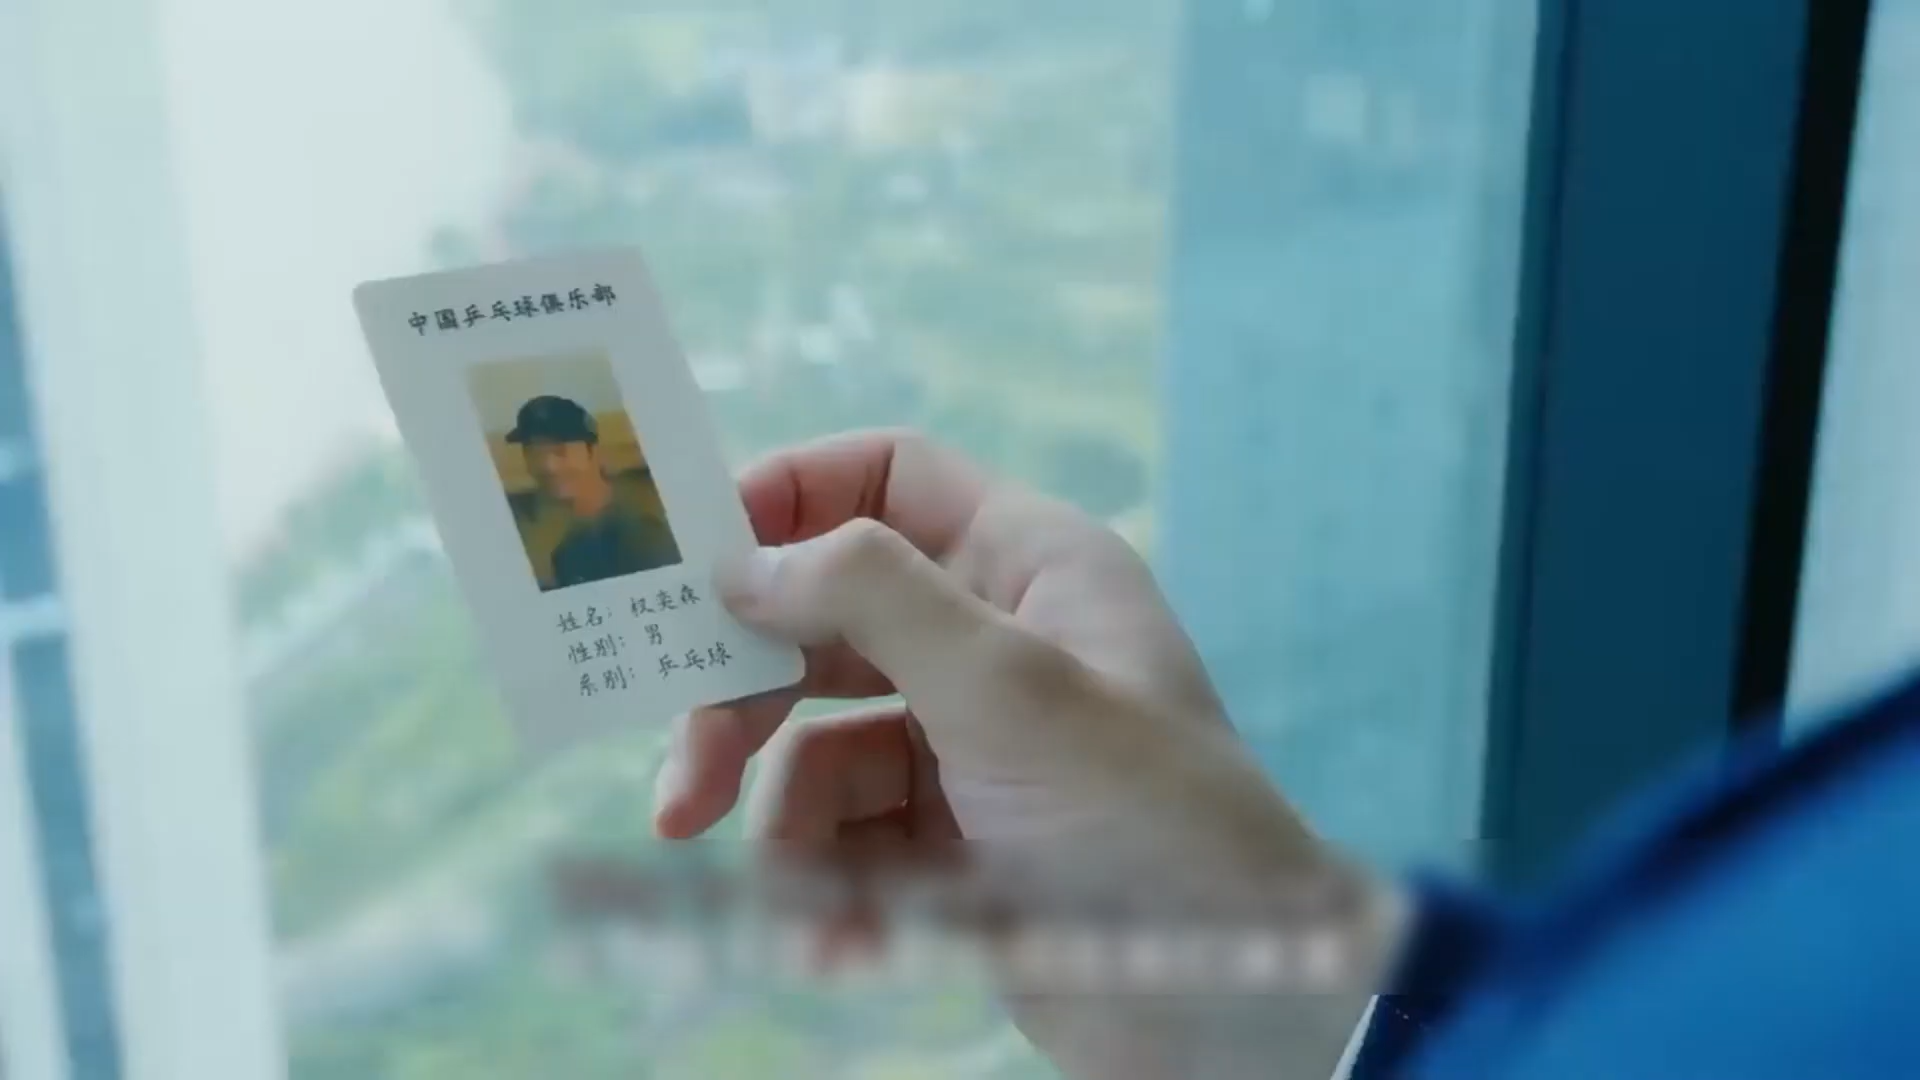 中国乒乓球俱乐部
姓名：权奕森
性别：男
系别：乒乓球